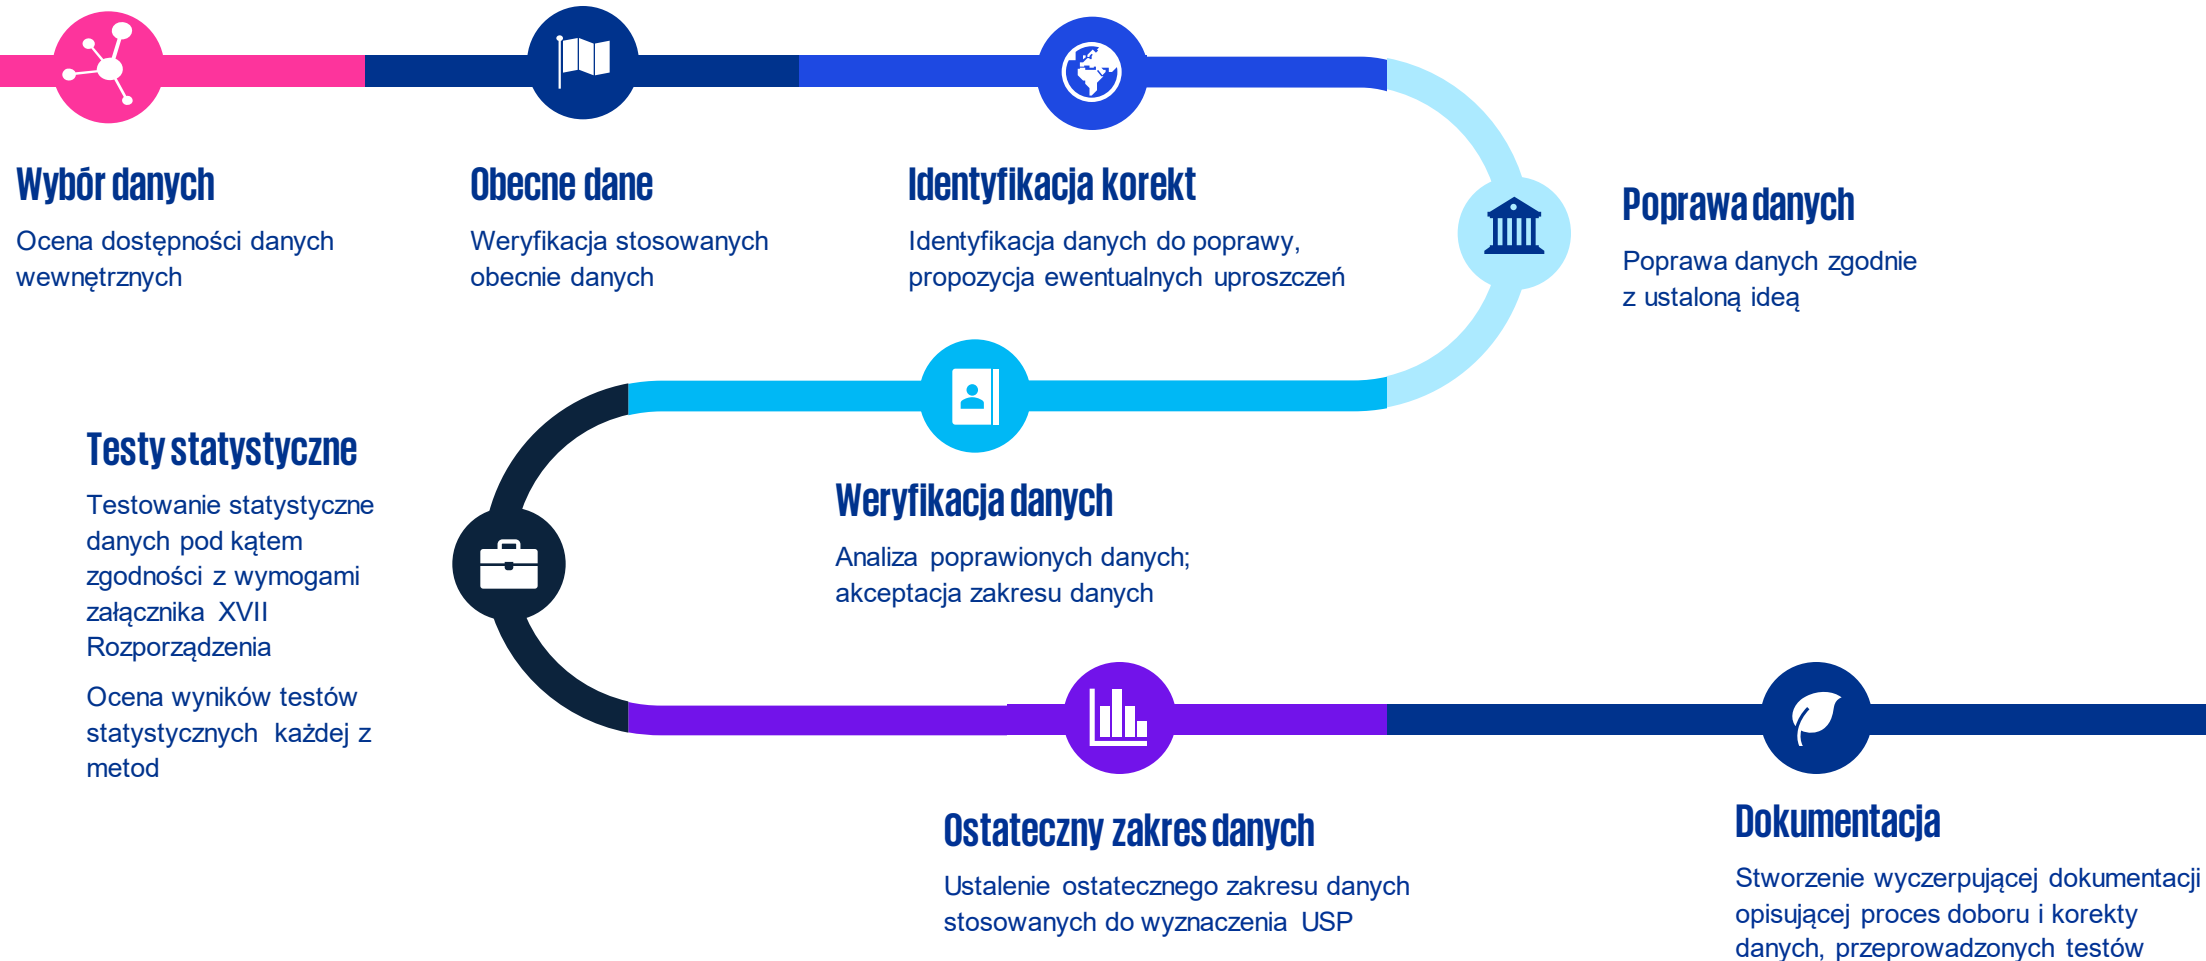 Wybór danych
Ocena dostępności danych
wewnętrznych
Obecne dane
Weryfikacja stosowanych
obecnie danych
Identyfikacja korekt
Identyfikacja danych do poprawy,
propozycja ewentualnych uproszczeń
Poprawa danych
Poprawa danych zgodnie
z ustaloną ideą
Weryfikacja danych
Analiza poprawionych danych;
akceptacja zakresu danych
Testy statystyczne
Testowanie statystyczne
danych pod kątem
zgodności z wymogami
załącznika XVII
Rozporządzenia
Ocena wyników testów
statystycznych każdej z
metod
Ostateczny zakres danych
Ustalenie ostatecznego zakresu danych
stosowanych do wyznaczenia USP
Dokumentacja
Stworzenie wyczerpującej dokumentacji
opisującej proces doboru i korekty
danych, przeprowadzonych testów